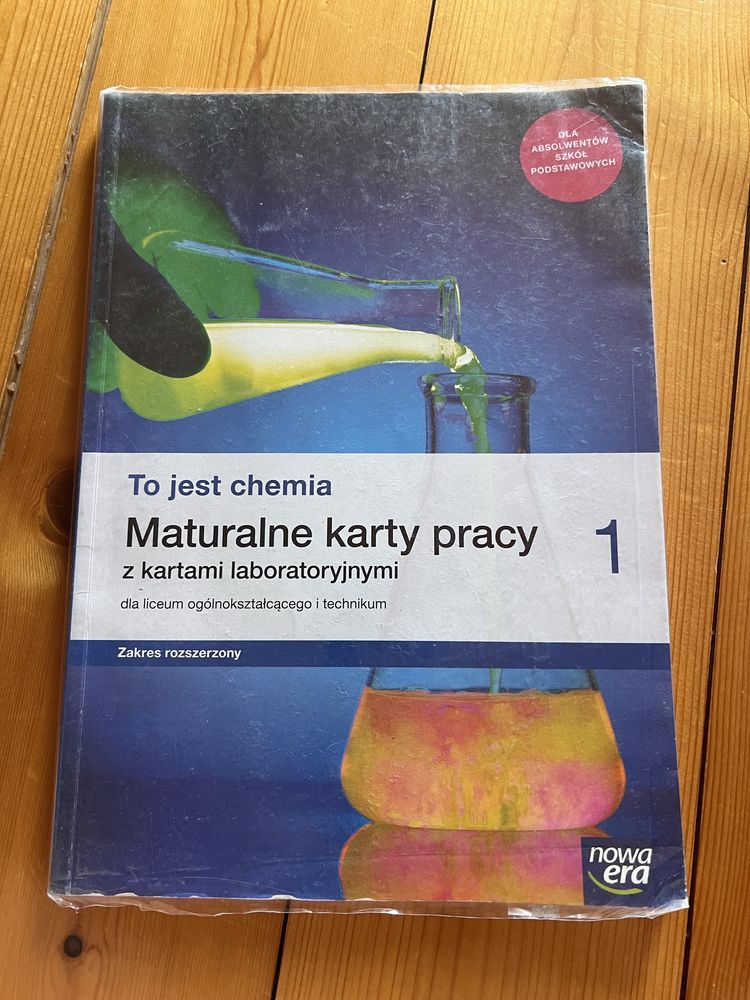 DLA
ABSOLWENTÓW
SZKÓŁ
PODSTAWOWYCH
To jest chemia
Maturalne karty pracy 1
z kartami laboratoryjnymi
dla liceum ogólnokształcącego i technikum
Zakres rozszerzony
nowa
era